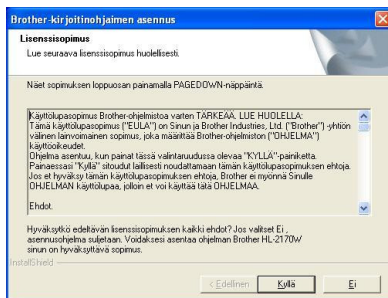 Brother-kirjoitinohjaimen asennus
Lisenssisopimus
Lue seuraava lisenssisopimus huolellisesti.
Näet sopimuksen loppuosan painamalla PAGEDOWN-näppäintä.
Käyttölupasopimus Brother-ohjelmistoa varten TÄRKEÄÄ. LUE HUOLELLA:
Tämä käyttölupasopimus ("EULA") on Sinun ja Brother Industries, Ltd. ("Brother") -yhtiön
välinen lainvoimainen sopimus, joka määrittää Brother-ohjelmiston ("OHJELMA")
käyttöoikeudet.
Ohjelma asentuu, kun painat tässä valintaruudussa olevaa "KYLLÄ"-painiketta.
Painaessasi "Kyllä" sitoudut laillisesti noudattamaan tämän käyttölupasopimuksen ehtoja.
Jos et hyväksy tämän käyttölupasopimuksen ehtoja, Brother ei myönnä Sinulle
OHJELMAN käyttölupaa, jolloin et voi käyttää tätä OHJELMAA.
Ehdot.
Hyväksytkö edeltävän lisenssisopimuksen kaikki ehdot? Jos valitset Ei ,
asennusohjelma suljetaan. Voidaksesi asentaa ohjelman Brother HL-2170W
sinun on hyväksyttävä sopimus.
InstallShield
< Edellinen Kyllä Ei